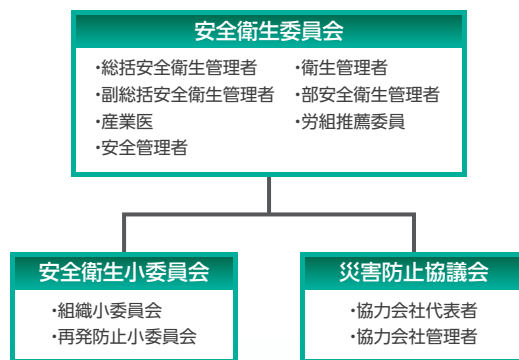 安全衛生委員会
・総括安全衛生管理者 ・衛生管理者
・副総括安全衛生管理者 ・部安全衛生管理者
・産業医 ・労組推薦委員
・安全管理者
安全衛生小委員会
・組織小委員会
・再発防止小委員会
災害防止協議会
・協力会社代表者
・協力会社管理者